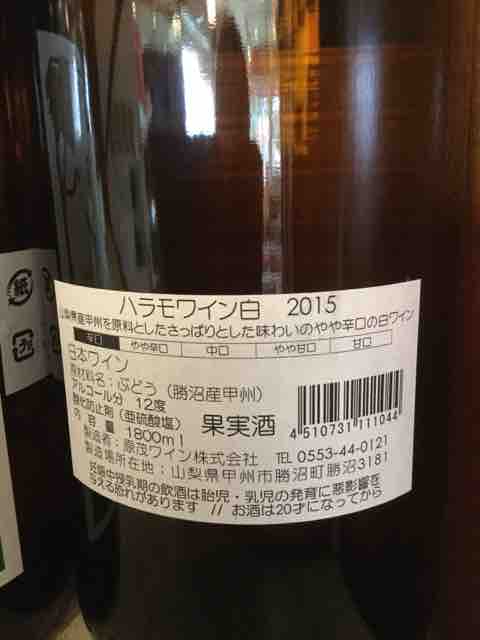 ハラモワイン白　2015
山梨県産甲州を原料としたさっぱりとした味わいのやや辛口の白ワイン
辛口 やや辛口 中口 やや甘口 甘口
日本ワイン
原材料名：ぶどう（勝沼産甲州）
アルコール分　12度
酸化防止剤（亜硫酸塩）
内　容　量　1800ml
果実酒
4 510731 111044
製造者：原茂ワイン株式会社　TEL 0553-44-0121
製造場所在地：山梨県甲州市勝沼町勝沼3181
妊娠中授乳期の飲酒は胎児・乳児の発育に悪影響を
与える恐れがあります　// お酒は20才になってから
紙